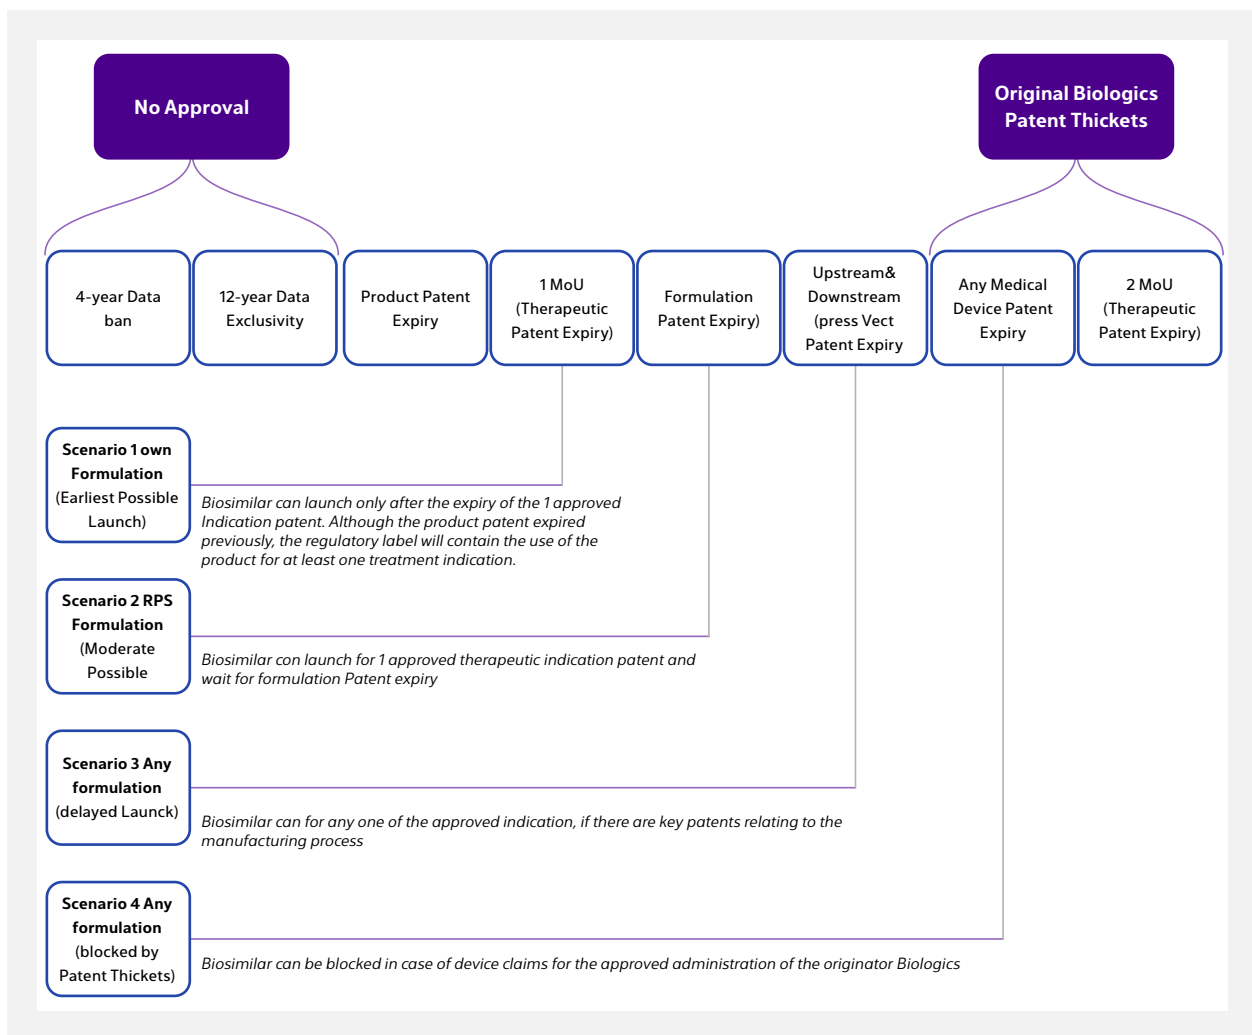 No Approval
Original Biologics
Patent Thickets
4-year Data
ban
12-year Data
Exclusivity
Product Patent
Expiry
1 MoU
(Therapeutic
Patent Expiry)
Formulation
Patent Expiry)
Upstream&
Downstream
(press Vect
Patent Expiry
Any Medical
Device Patent
Expiry
2 MoU
(Therapeutic
Patent Expiry)
Scenario 1 own
Formulation
(Earliest Possible
Launch)
Biosimilar can launch only after the expiry of the 1 approved
Indication patent. Although the product patent expired
previously, the regulatory label will contain the use of the
product for at least one treatment indication.
Scenario 2 RPS
Formulation
(Moderate
Possible
Biosimilar con launch for 1 approved therapeutic indication patent and
wait for formulation Patent expiry
Scenario 3 Any
formulation
(delayed Launck)
Biosimilar can for any one of the approved indication, if there are key patents relating to the
manufacturing process
Scenario 4 Any
formulation
(blocked by
Patent Thickets)
Biosimilar can be blocked in case of device claims for the approved administration of the originator Biologics